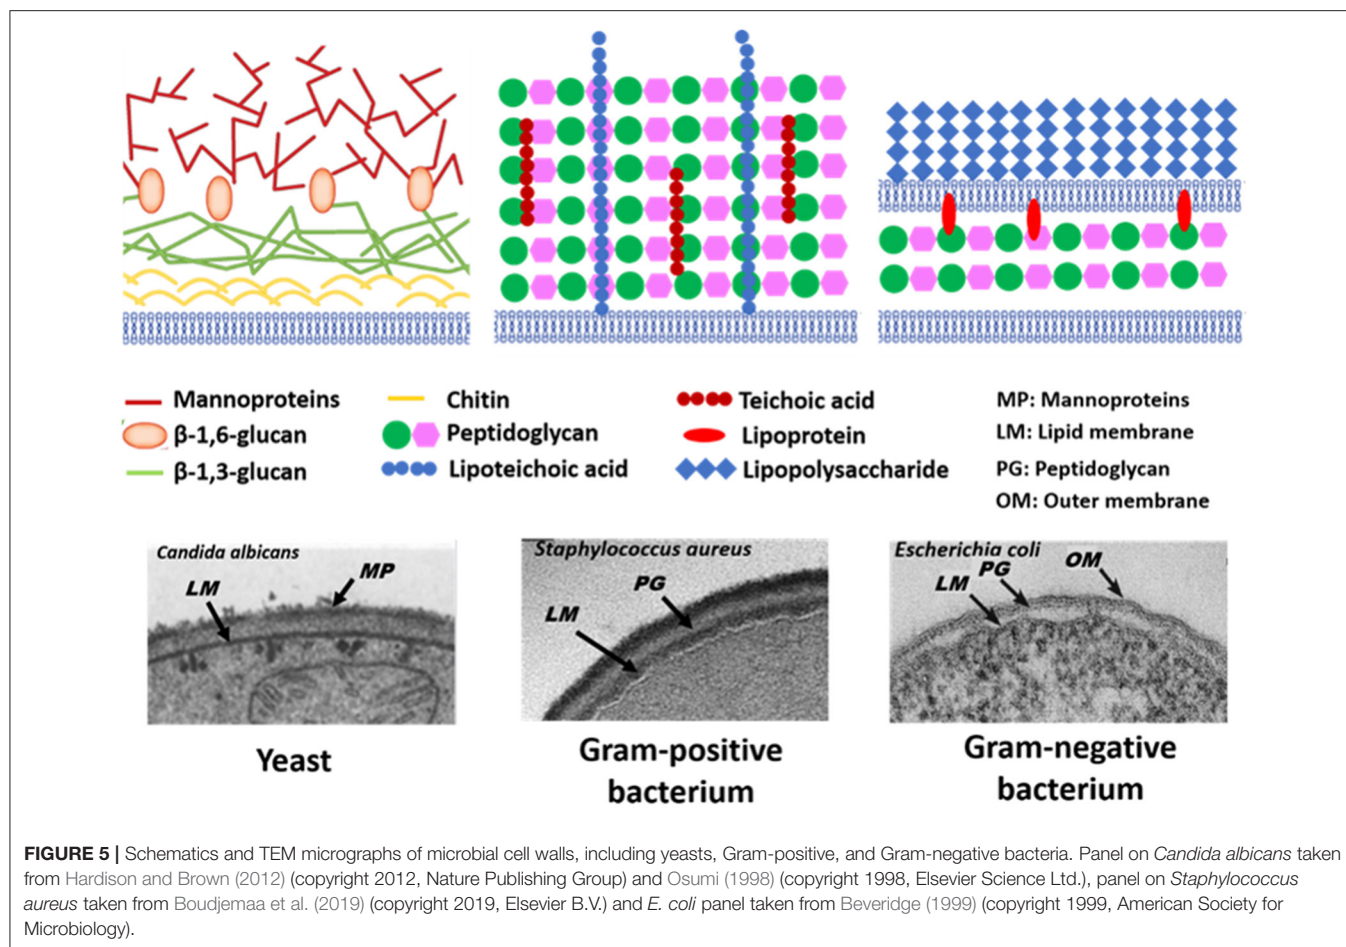 Mannoproteins
Chitin
Teichoic acid
MP: Mannoproteins
β-1,6-glucan
Peptidoglycan
Lipoprotein
LM: Lipid membrane
β-1,3-glucan
Lipoteichoic acid
Lipopolysaccharide
PG: Peptidoglycan
OM: Outer membrane
Candida albicans
LM
MP
Staphylococcus aureus
PG
LM
Escherichia coli
LM
PG
OM
Yeast
Gram-positive
bacterium
Gram-negative
bacterium
FIGURE 5 | Schematics and TEM micrographs of microbial cell walls, including yeasts, Gram-positive, and Gram-negative bacteria. Panel on Candida albicans taken
from Hardison and Brown (2012) (copyright 2012, Nature Publishing Group) and Osumi (1998) (copyright 1998, Elsevier Science Ltd.), panel on Staphylococcus
aureus taken from Boudjemaa et al. (2019) (copyright 2019, Elsevier B.V.) and E. coli panel taken from Beveridge (1999) (copyright 1999, American Society for
Microbiology).